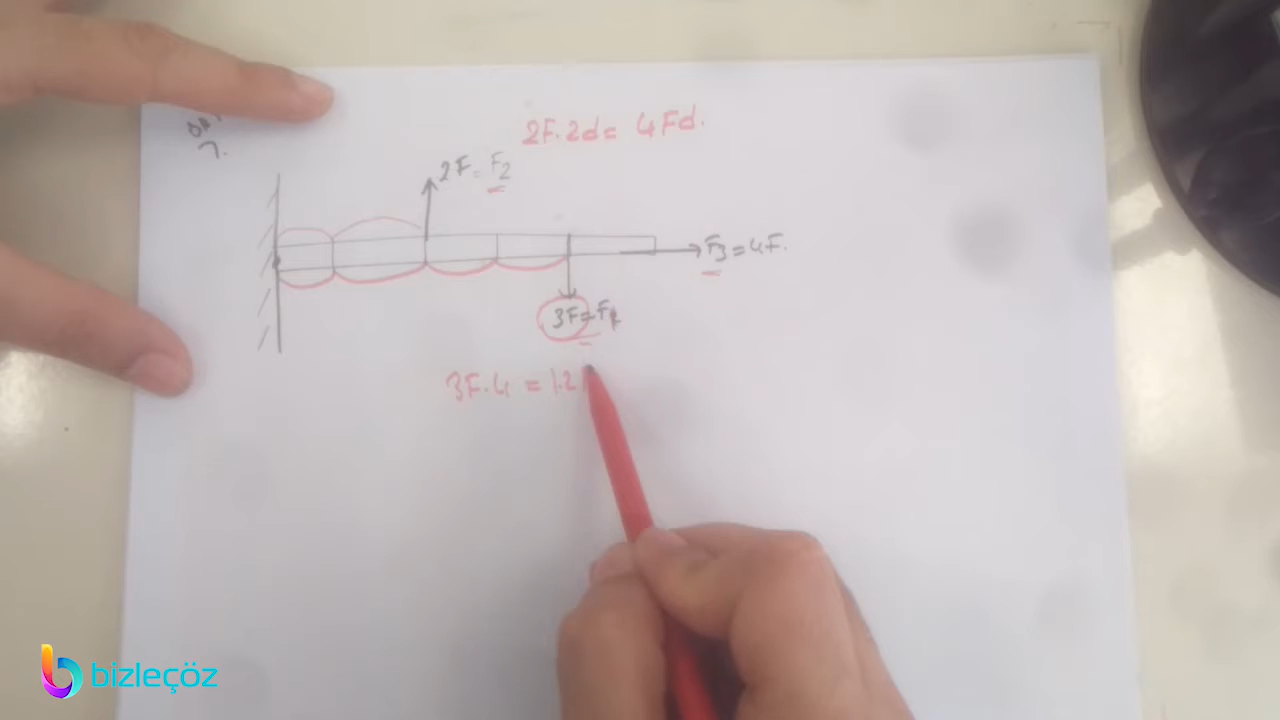 7.
2F.2d= 4Fd.
2F = F2
F3 = 4F.
3F = F1
3F.4 = 12
bizleçöz